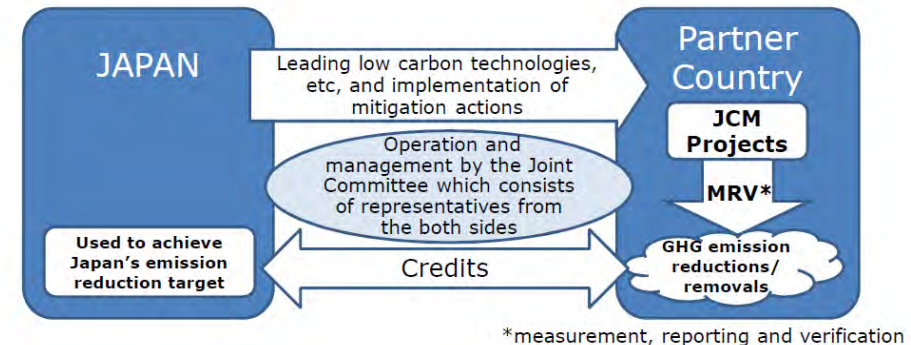 JAPAN
Leading low carbon technologies,
etc, and implementation of
mitigation actions
Partner
Country
JCM
Projects
Operation and
management by the Joint
Committee which consists
of representatives from
the both sides
MRV*
Used to achieve
Japan's emission
reduction target
Credits
GHG emission
reductions/
removals
*measurement, reporting and verification